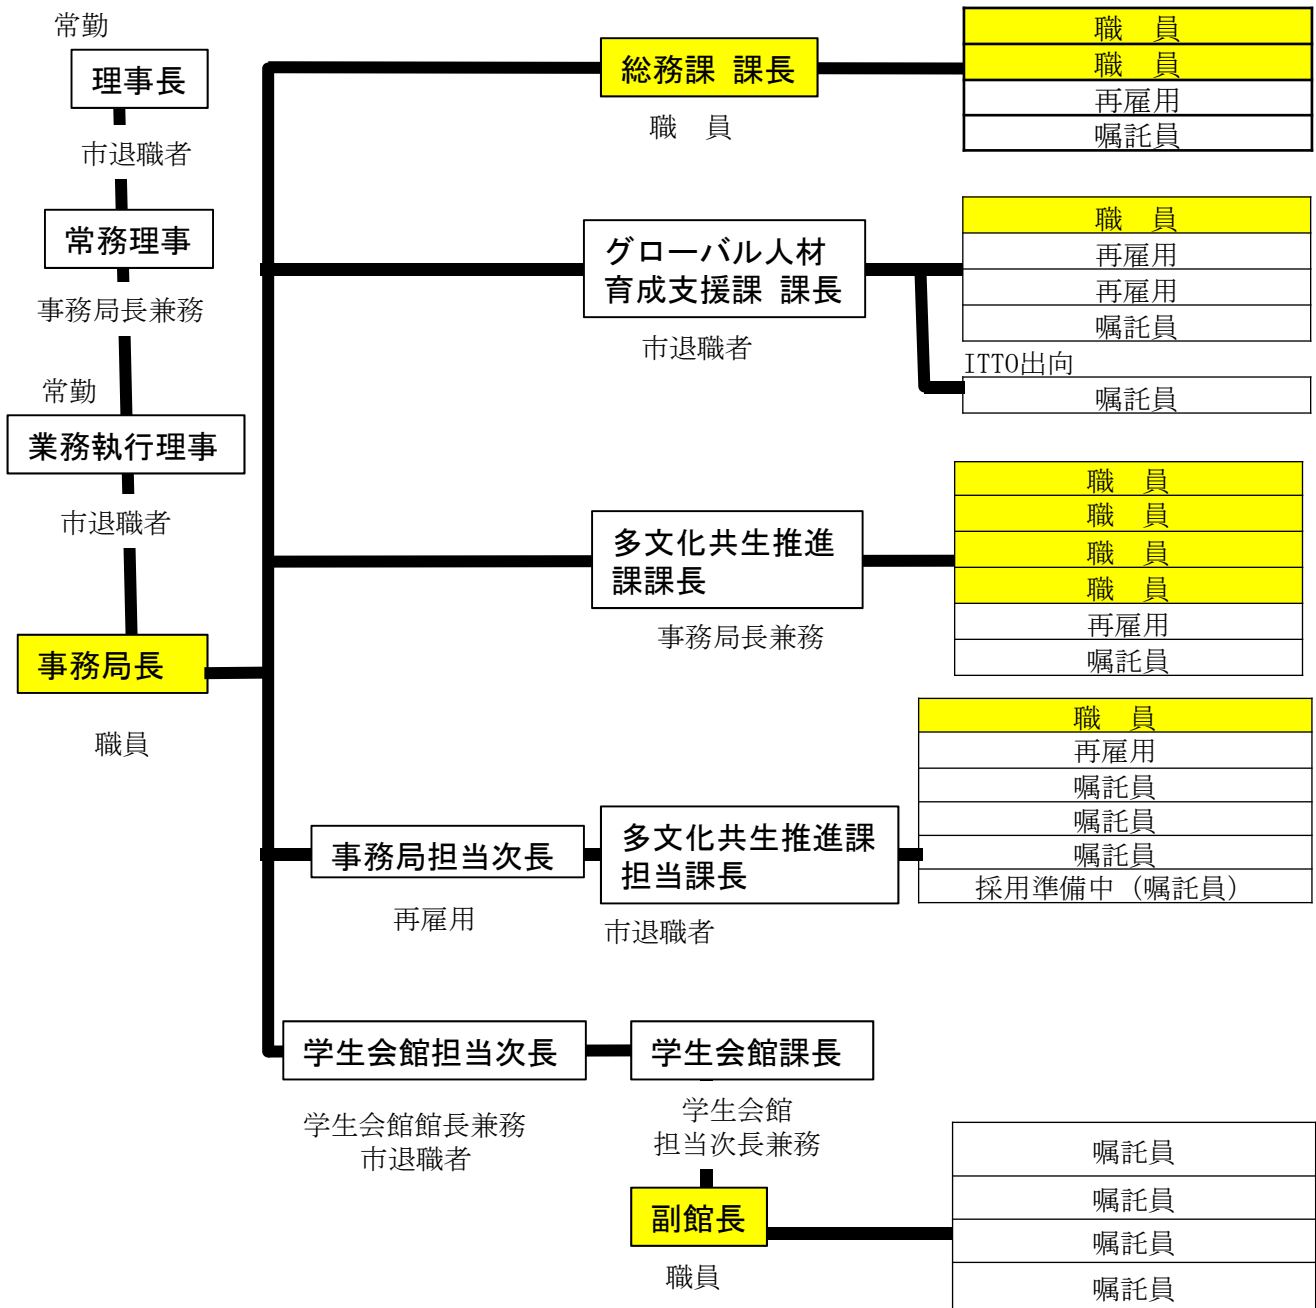 常勤
理事長
市退職者
常務理事
事務局長兼務
常勤
業務執行理事
市退職者
事務局長
職員
総務課 課長
職　員
職　員
職　員
再雇用
嘱託員
グローバル人材
育成支援課 課長
市退職者
職　員
再雇用
再雇用
嘱託員
ITTO出向
嘱託員
多文化共生推進
課課長
事務局長兼務
職　員
職　員
職　員
職　員
再雇用
嘱託員
事務局担当次長
再雇用
多文化共生推進課
担当課長
市退職者
職　員
再雇用
嘱託員
嘱託員
嘱託員
採用準備中（嘱託員）
学生会館担当次長
学生会館館長兼務
市退職者
学生会館課長
学生会館
担当次長兼務
副館長
職員
嘱託員
嘱託員
嘱託員
嘱託員